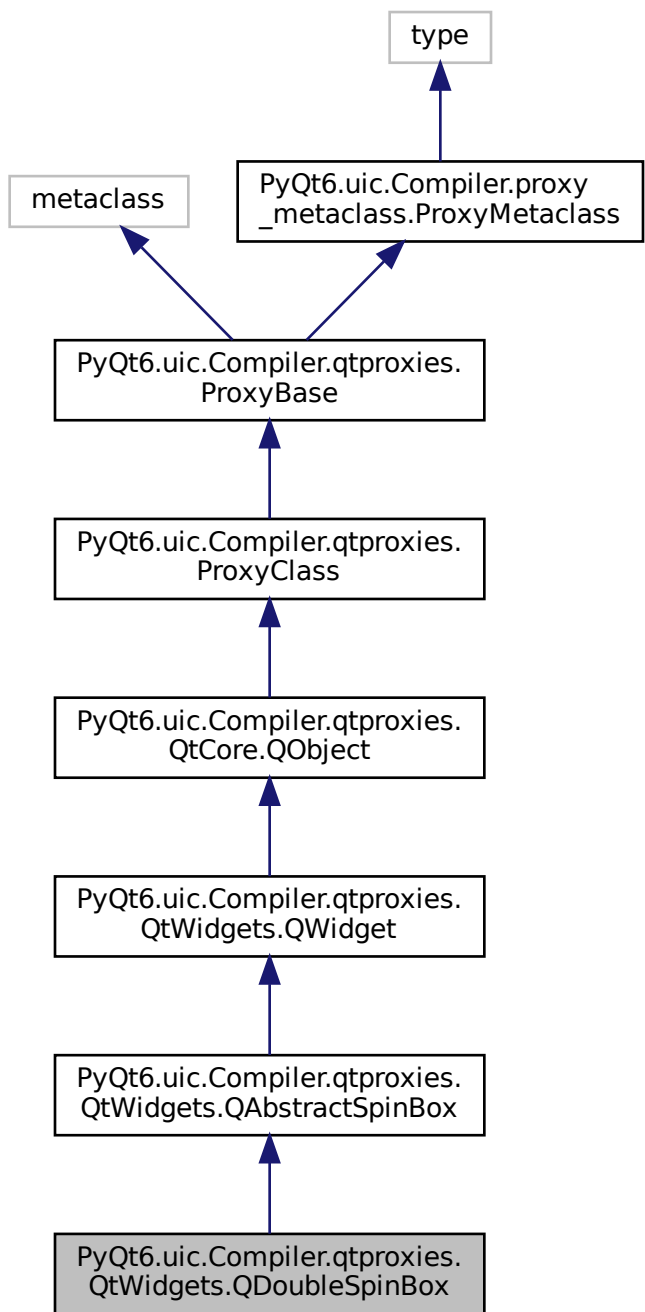 type
metaclass
PyQt6.uic.Compiler.proxy
_metaclass.ProxyMetaclass
PyQt6.uic.Compiler.qtproxies.
ProxyBase
PyQt6.uic.Compiler.qtproxies.
ProxyClass
PyQt6.uic.Compiler.qtproxies.
QtCore.QObject
PyQt6.uic.Compiler.qtproxies.
QtWidgets.QWidget
PyQt6.uic.Compiler.qtproxies.
QtWidgets.QAbstractSpinBox
PyQt6.uic.Compiler.qtproxies.
QtWidgets.QDoubleSpinBox